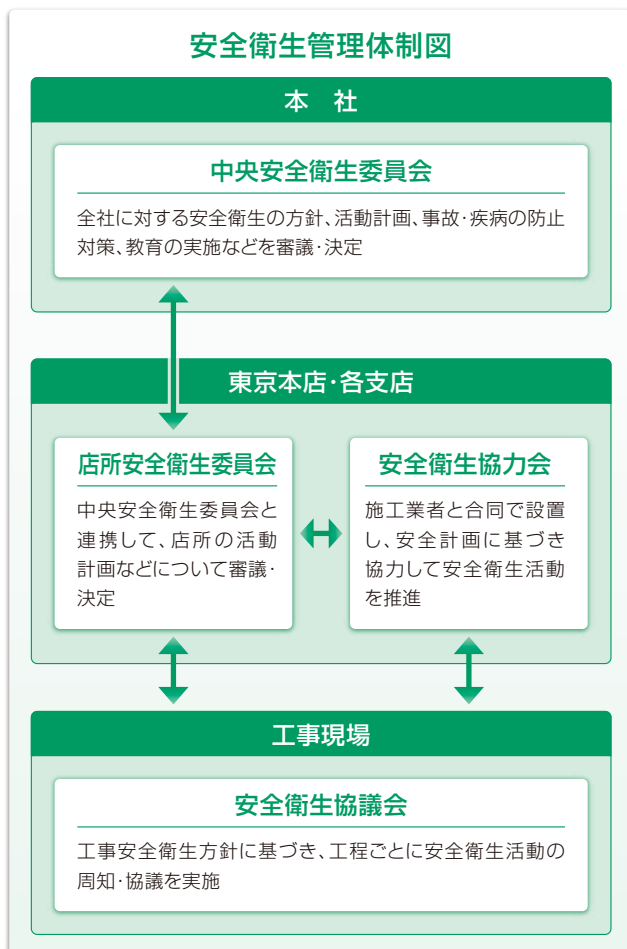 安全衛生管理体制図
本 社
中央安全衛生委員会
全社に対する安全衛生の方針、活動計画、事故・疾病の防止
対策、教育の実施などを審議・決定
東京本店・各支店
店所安全衛生委員会
中央安全衛生委員会と
連携して、店所の活動
計画などについて審議・
決定
安全衛生協力会
施工業者と合同で設置
し、安全計画に基づき
協力して安全衛生活動
を推進
工事現場
安全衛生協議会
工事安全衛生方針に基づき、工程ごとに安全衛生活動の
周知・協議を実施